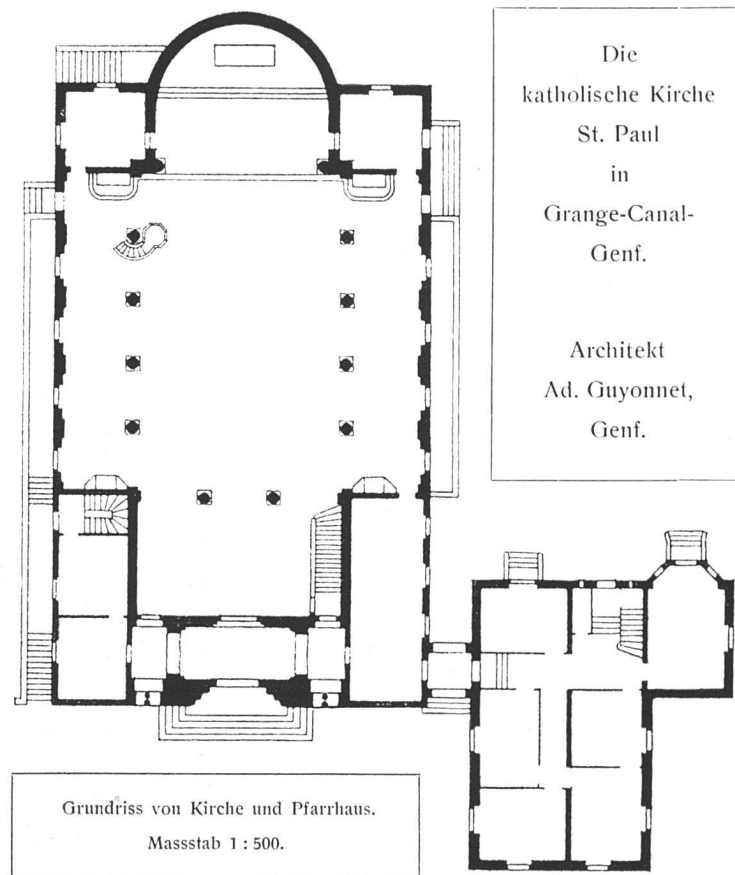 Die
katholische Kirche
St. Paul
in
Grange-Canal-
Genf.
Architekt
Ad. Guyonnet,
Genf.
Grundriss von Kirche und Pfarrhaus.
Massstab 1 : 500.